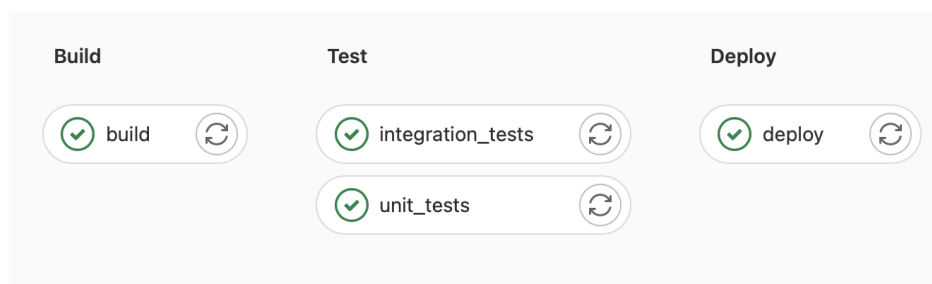 Build
build
Test
integration_tests
unit_tests
Deploy
deploy